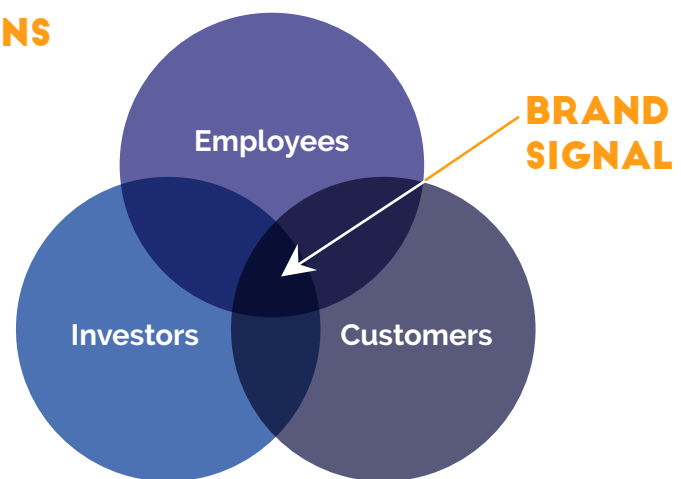 NS
BRAND
SIGNAL
Employees
Investors
Customers